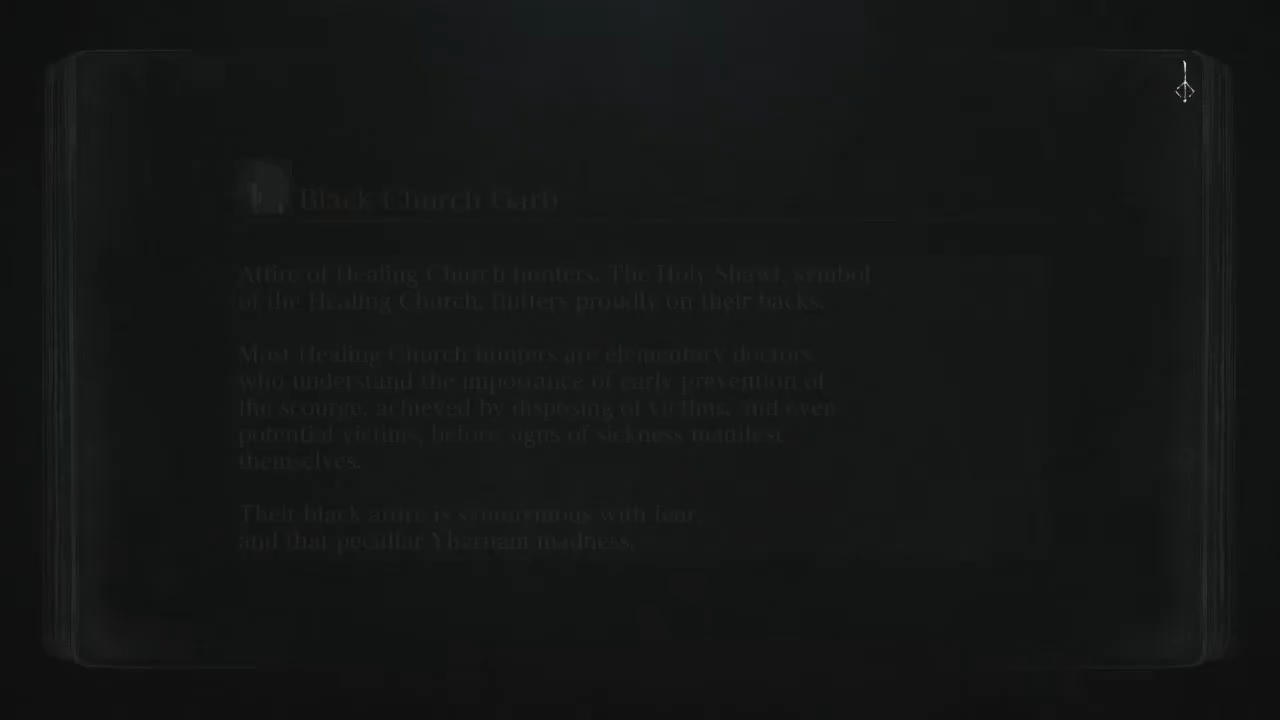 Black Church Garb
Attire of Healing Church hunters. The Holy Shawl, symbol
of the Healing Church, flutters proudly on their backs.
Most Healing Church hunters are elementary doctors
who understand the importance of early prevention of
the scourge, achieved by disposing of victims, and even
potential victims, before signs of sickness manifest
themselves.
Their black attire is synonymous with fear,
and that peculiar Yharnam madness.